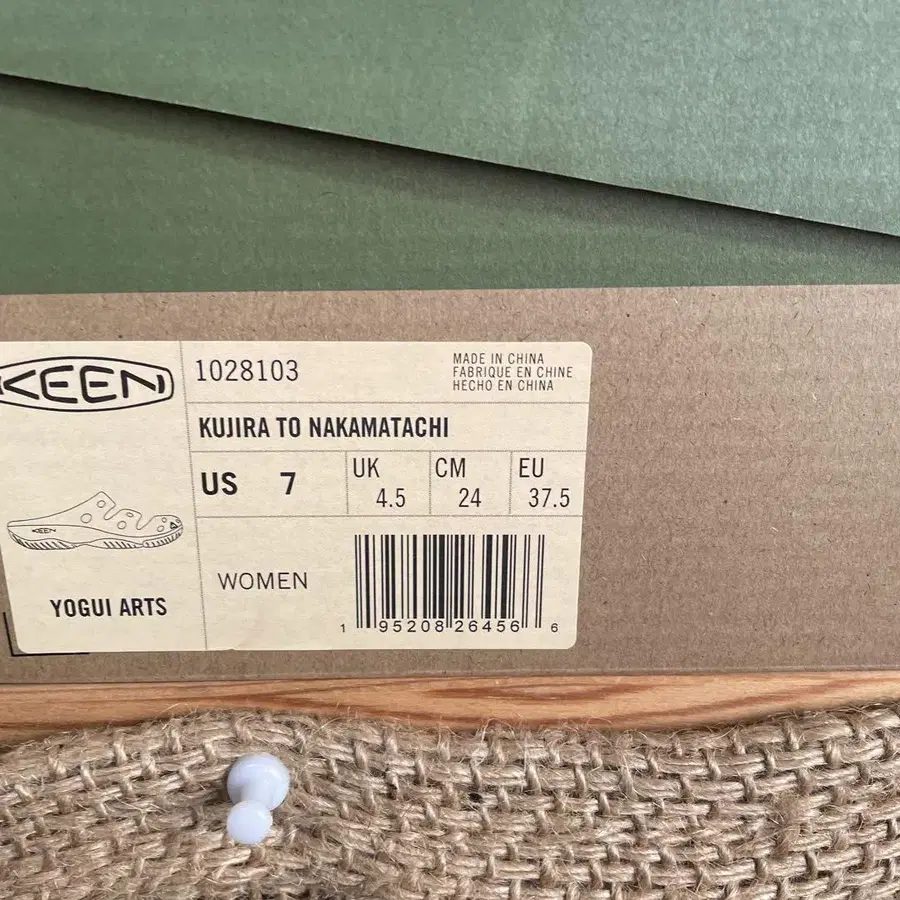 KEEN
1028103
MADE IN CHINA
FABRIQUE EN CHINE
HECHO EN CHINA
KUJIRA TO NAKAMATACHI
US 7
UK 4.5
CM 24
EU 37.5
KEEN
YOGUI ARTS
WOMEN
1 95208 26456 6